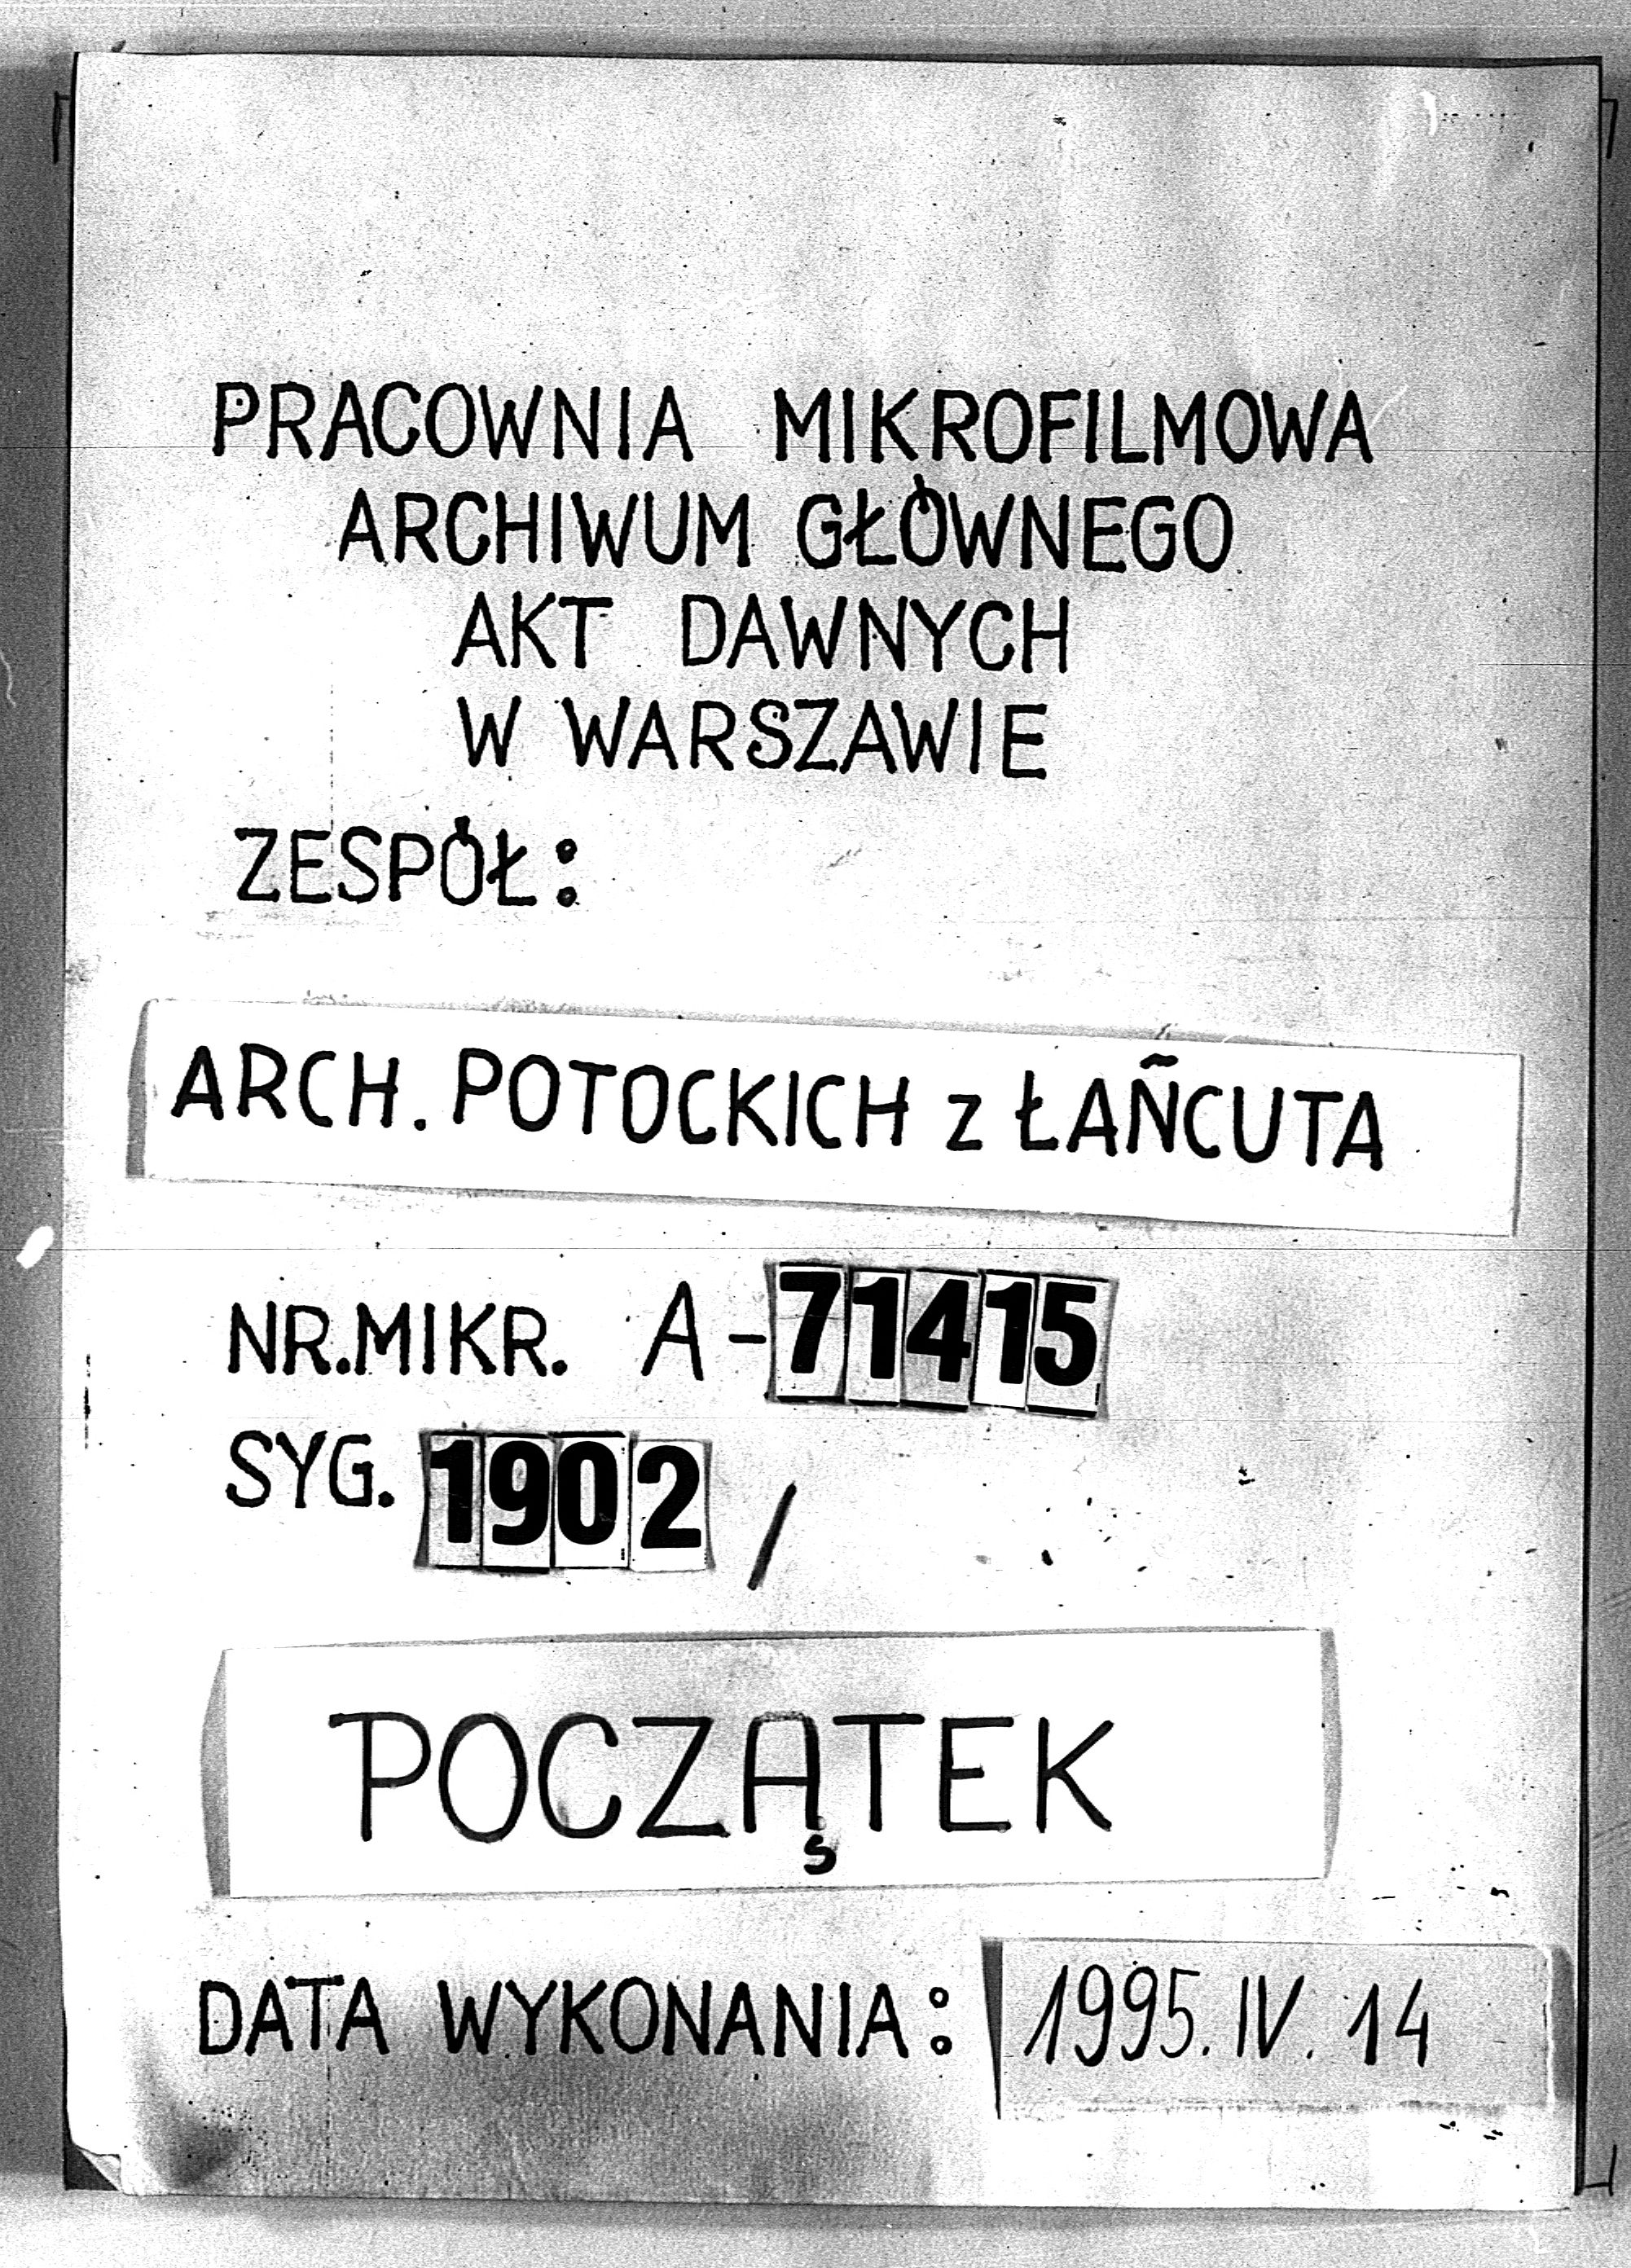 PRACOWNIA MIKROFILMOWA
ARCHIWUM GŁÓWNEGO
AKT DAWNYCH
W WARSZAWIE
ZESPÓŁ:
ARCH. POTOCKICH z ŁAŃCUTA
NR.MIKR. A-71415
SYG. 1902 /
POCZĄTEK
DATA WYKONANIA: 1995.IV.14